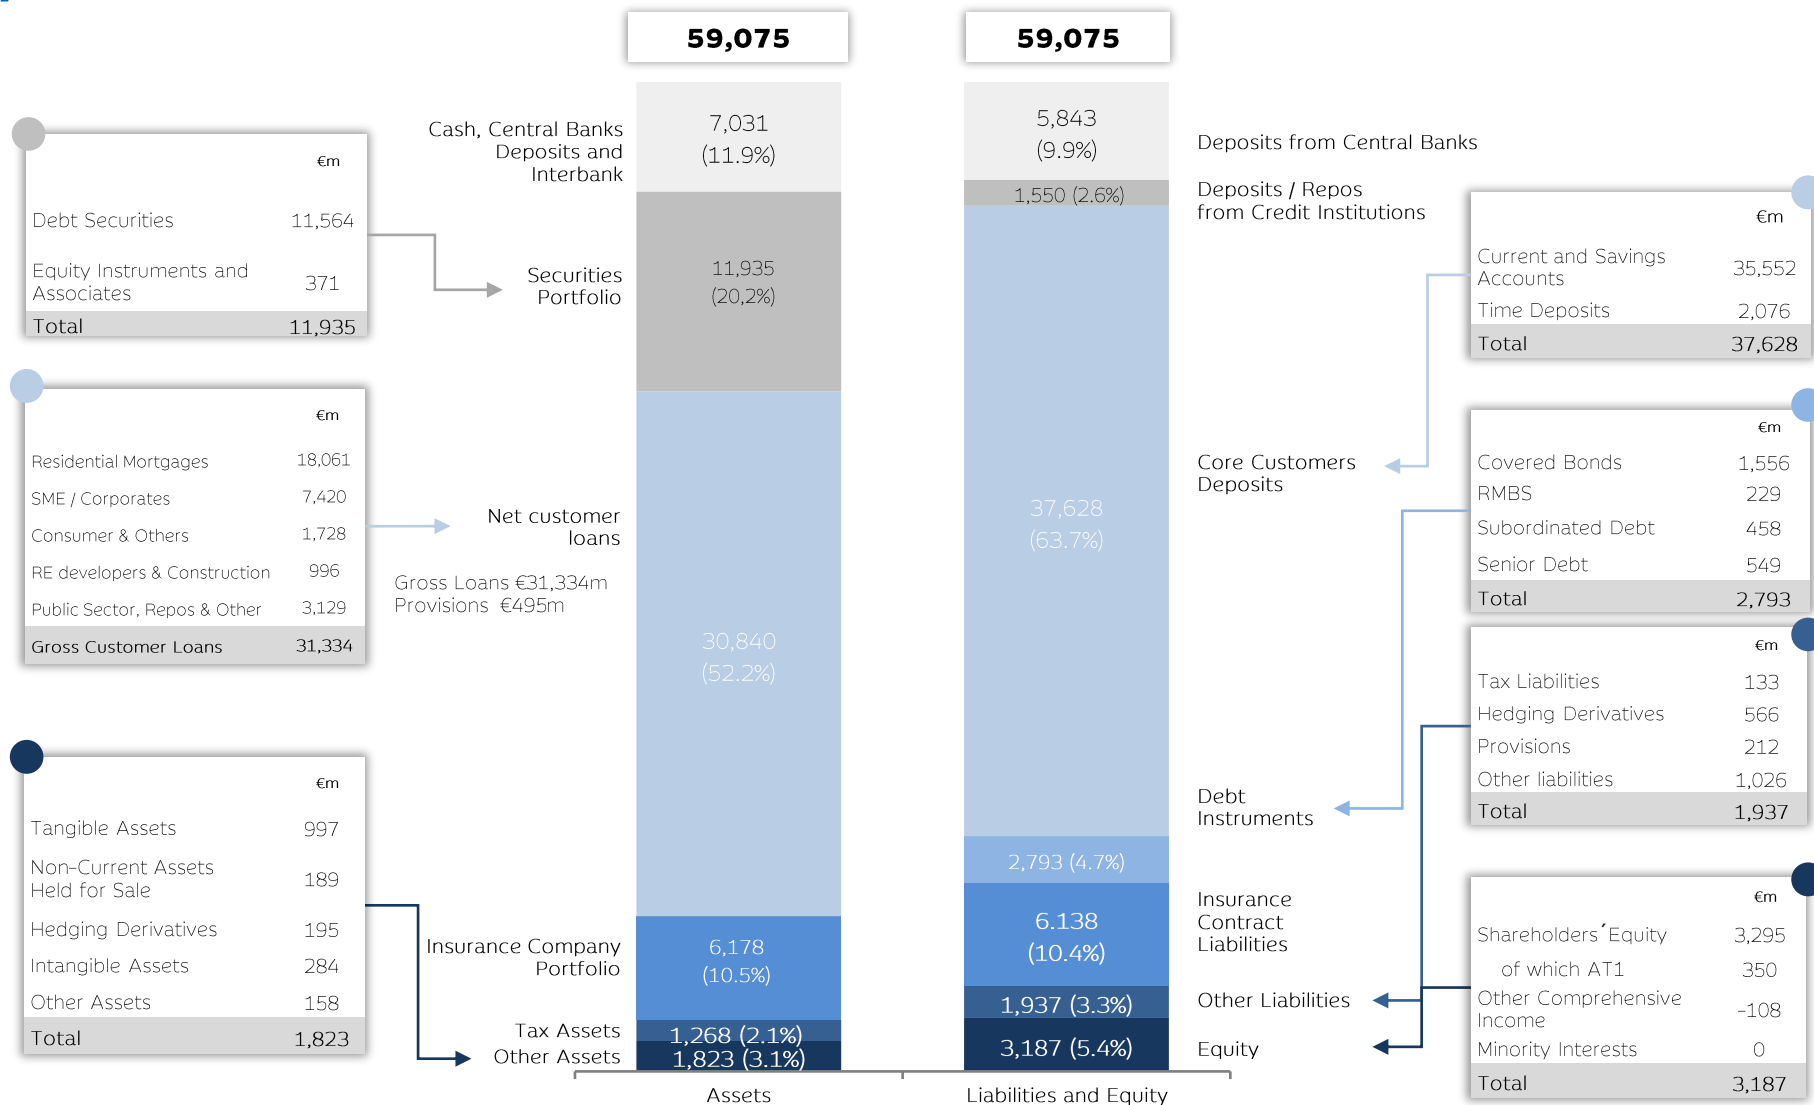 59,075
59,075
€m
Debt Securities 11,564
Equity Instruments and
Associates 371
Total 11,935
€m
Residential Mortgages 18,061
SME / Corporates 7,420
Consumer & Others 1,728
RE developers & Construction 996
Public Sector, Repos & Other 3,129
Gross Customer Loans 31,334
€m
Tangible Assets 997
Non-Current Assets
Held for Sale 189
Hedging Derivatives 195
Intangible Assets 284
Other Assets 158
Total 1,823
Cash, Central Banks
Deposits and
Interbank
Securities
Portfolio
Net customer
loans
Gross Loans €31,334m
Provisions €495m
Insurance Company
Portfolio
Tax Assets
Other Assets
7,031
(11.9%)
11,935
(20,2%)
30,840
(52.2%)
6,178
(10.5%)
1,268 (2.1%)
1,823 (3.1%)
Assets
5,843
(9.9%)
1,550 (2.6%)
37,628
(63.7%)
2,793 (4.7%)
6.138
(10.4%)
1,937 (3.3%)
3,187 (5.4%)
Liabilities and Equity
Deposits from Central Banks
Deposits / Repos
from Credit Institutions
Core Customers
Deposits
Debt
Instruments
Insurance
Contract
Liabilities
Other Liabilities
Equity
€m
Current and Savings
Accounts 35,552
Time Deposits 2,076
Total 37,628
€m
Covered Bonds 1,556
RMBS 229
Subordinated Debt 458
Senior Debt 549
Total 2,793
€m
Tax Liabilities 133
Hedging Derivatives 566
Provisions 212
Other liabilities 1,026
Total 1,937
€m
Shareholders´Equity 3,295
of which AT1 350
Other Comprehensive
Income -108
Minority Interests 0
Total 3,187